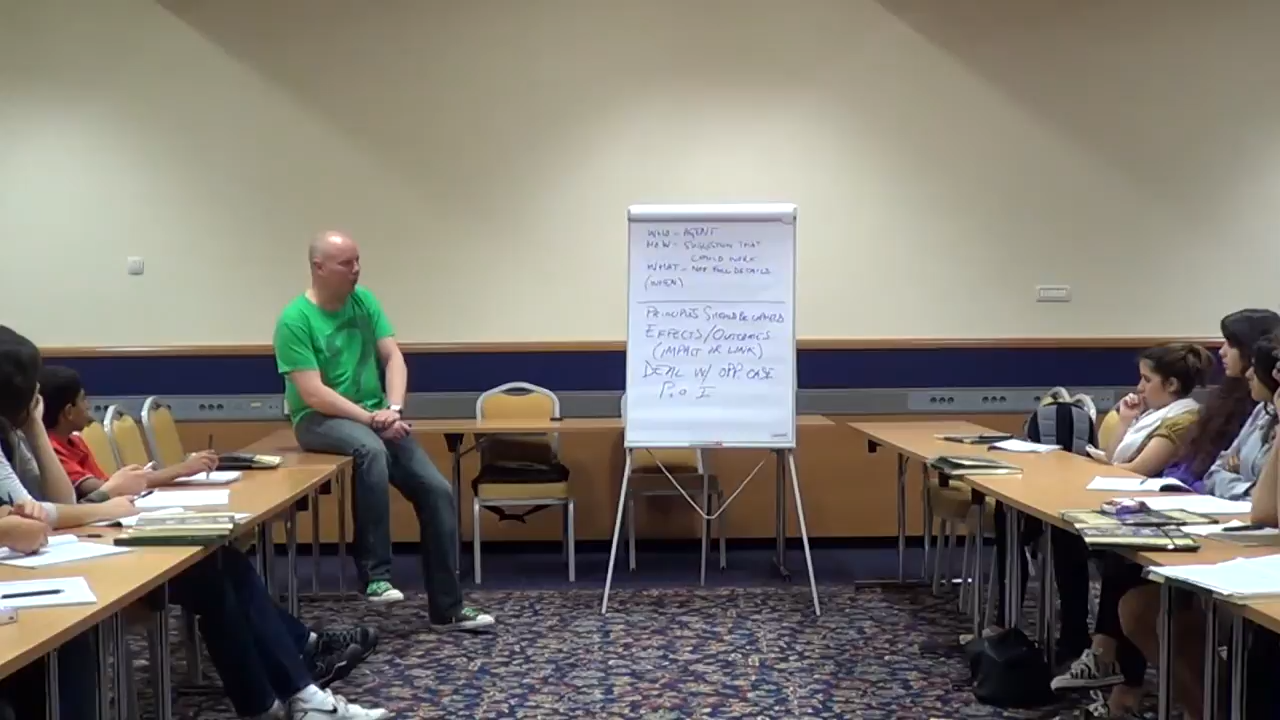 WHO - AGENT
HOW - SUGGESTION THAT
COULD WORK
WHAT - NOT FULL DETAILS
(WHEN)
PRINCIPLES SHOULD BE
EFFECTS/OUTCOMES
(IMPACT OR LINK)
DEAL W/ OPP. CASE
P.O I